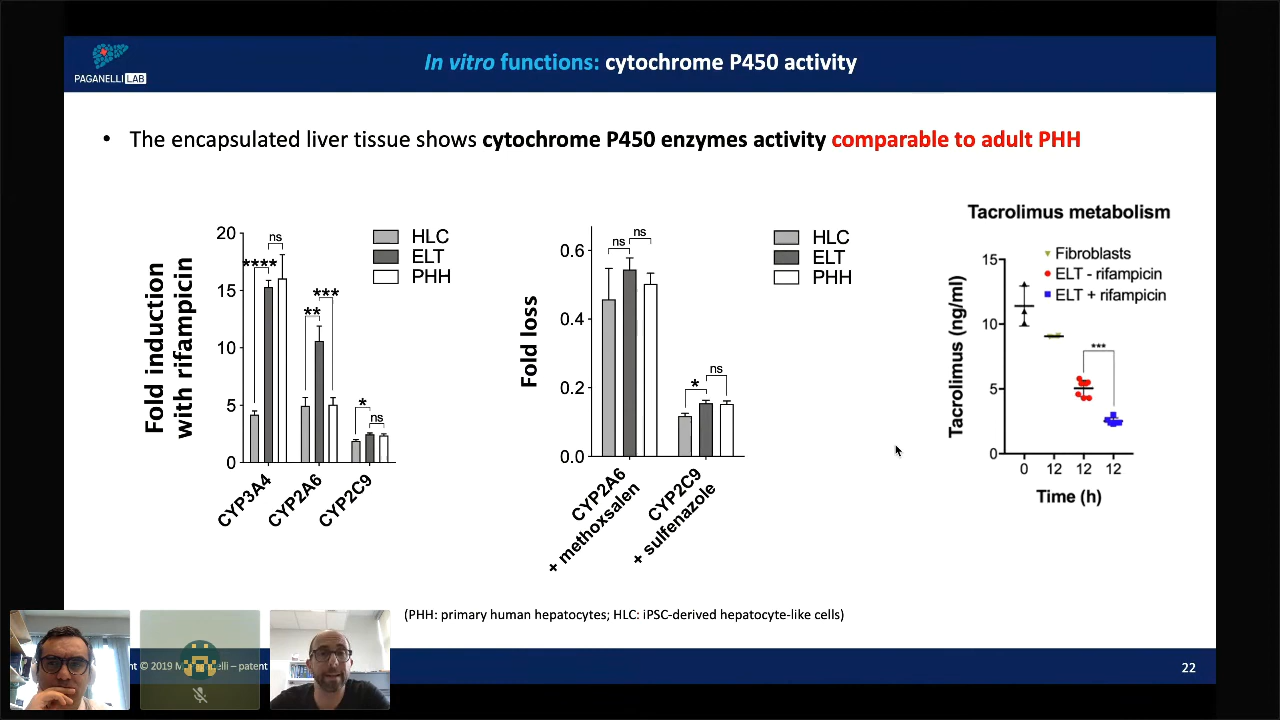 PAGANELLI LAB
In vitro functions: cytochrome P450 activity
• The encapsulated liver tissue shows cytochrome P450 enzymes activity comparable to adult PHH
Fold induction
with rifampicin
20
15
10
5
0
ns
****
***
**
*
ns
HLC
ELT
PHH
CYP3A4
CYP2A6
CYP2C9
Fold loss
0.6
0.4
0.2
0.0
ns
ns
*
ns
HLC
ELT
PHH
CYP2A6
+ methoxsalen
CYP2C9
+ sulfenazole
Tacrolimus metabolism
Fibroblasts
ELT - rifampicin
ELT + rifampicin
Tacrolimus (ng/ml)
15
10
5
0
***
0 12 12 12
Time (h)
(PHH: primary human hepatocytes; HLC: iPSC-derived hepatocyte-like cells)
© 2019
– patent
22